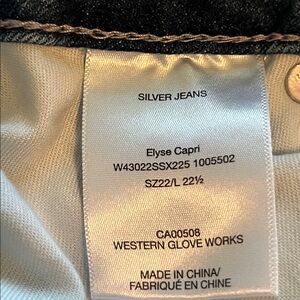 SILVER JEANS
Elyse Capri
W43022SSX225 1005502
SZ22/L 22½
CA00508
WESTERN GLOVE WORKS
MADE IN CHINA/
FABRIQUÉ EN CHINE